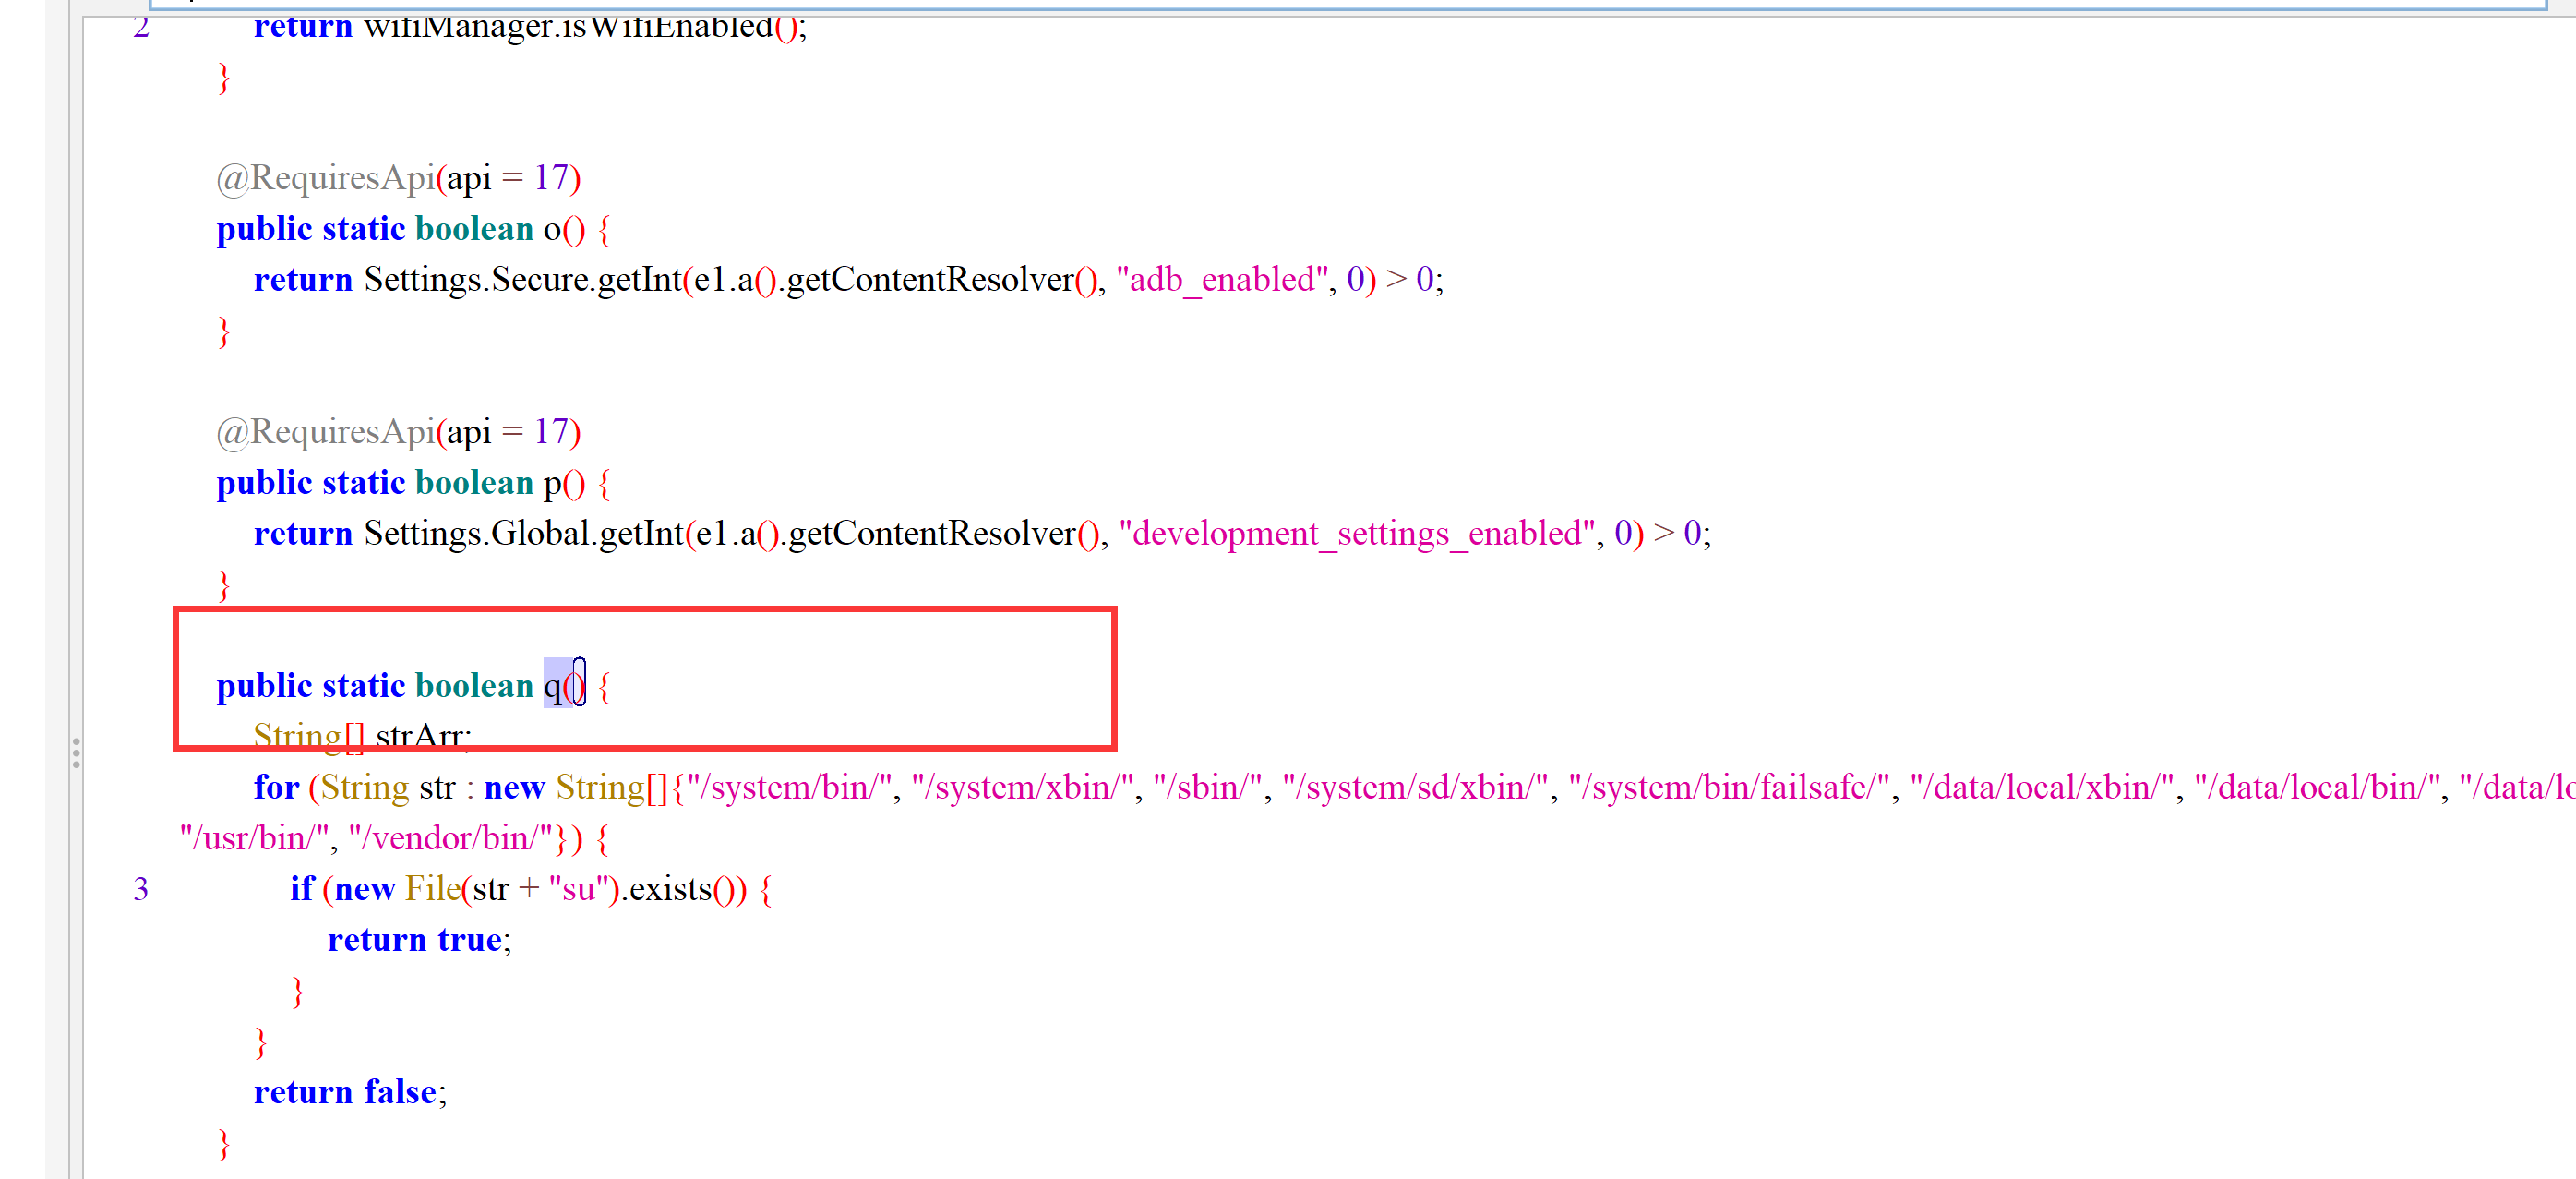 2 return wifiManager.isWifiEnabled();
}
@RequiresApi(api = 17)
public static boolean o() {
return Settings.Secure.getInt(e1.a().getContentResolver(), "adb_enabled", 0) > 0;
}
@RequiresApi(api = 17)
public static boolean p() {
return Settings.Global.getInt(e1.a().getContentResolver(), "development_settings_enabled", 0) > 0;
}
public static boolean q() {
String[] strArr;
for (String str : new String[]{"/system/bin/", "/system/xbin/", "/sbin/", "/system/sd/xbin/", "/system/bin/failsafe/", "/data/local/xbin/", "/data/local/bin/", "/data/lo
"/usr/bin/", "/vendor/bin/"}) {
3 if (new File(str + "su").exists()) {
return true;
}
}
return false;
}